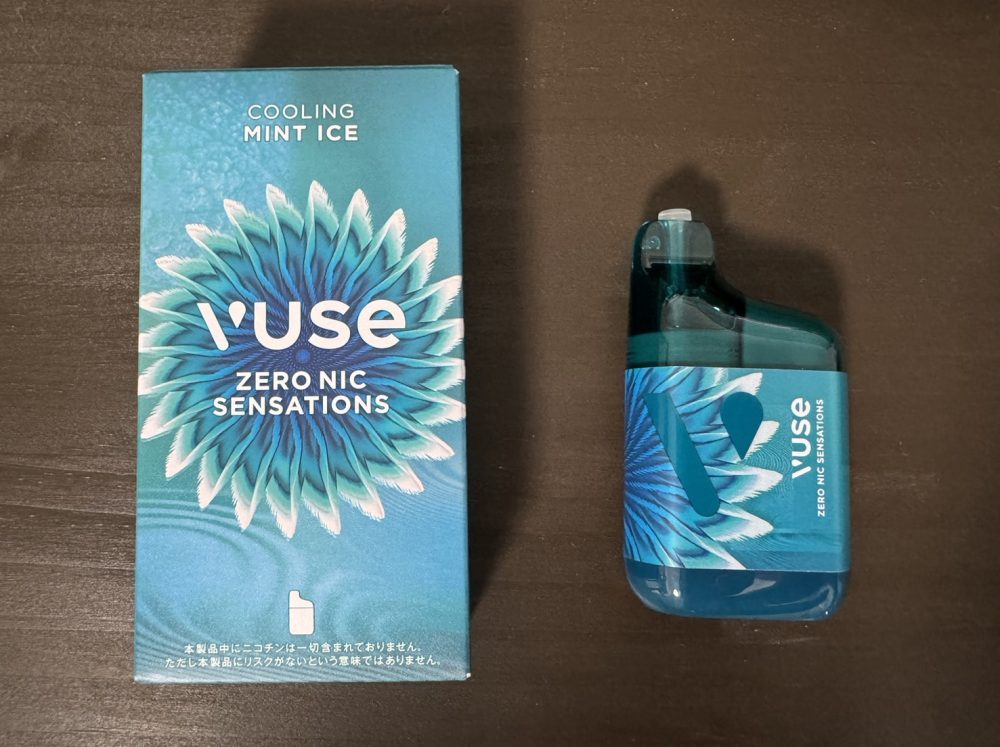 COOLING
MINT ICE
vuse
ZERO NIC
SENSATIONS
本製品中にニコチンは一切含まれておりません。
ただし本製品にリスクがないという意味ではありません。
vuse
ZERO NIC SENSATIONS